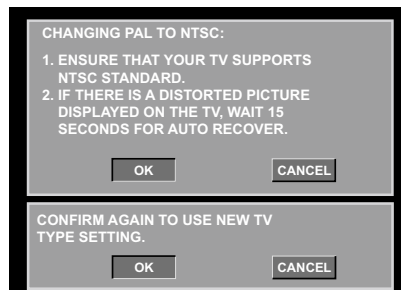 CHANGING PAL TO NTSC:
1. ENSURE THAT YOUR TV SUPPORTS
NTSC STANDARD.
2. IF THERE IS A DISTORTED PICTURE
DISPLAYED ON THE TV, WAIT 15
SECONDS FOR AUTO RECOVER.
OK CANCEL
CONFIRM AGAIN TO USE NEW TV
TYPE SETTING.
OK CANCEL